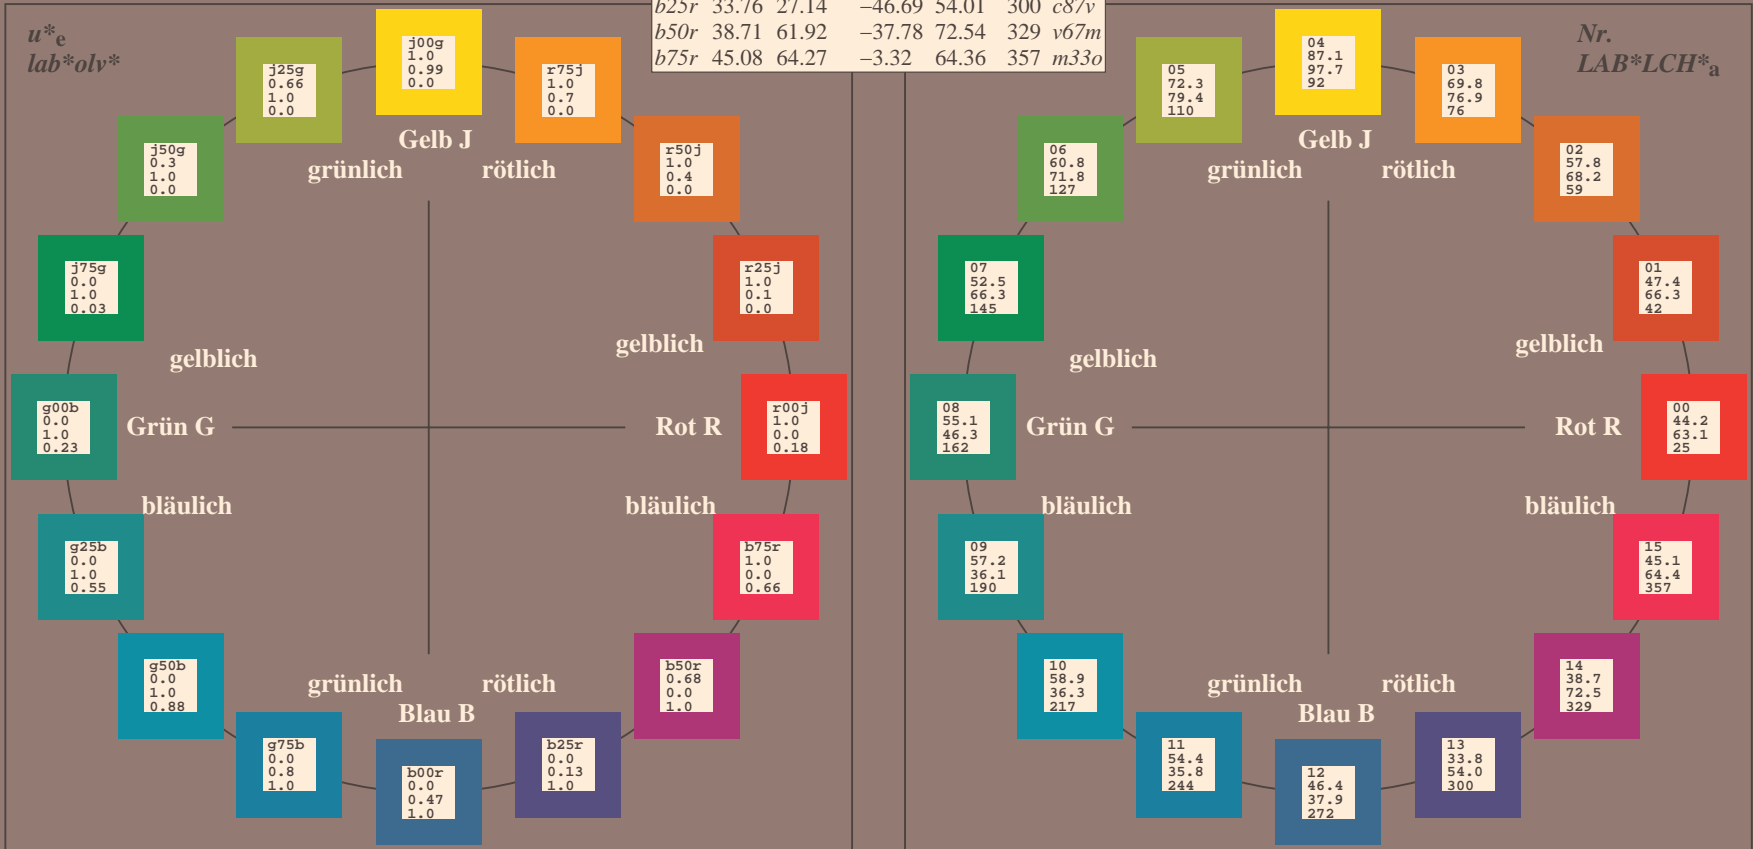 b25r 33.76 27.14 −46.69 54.01 300 c87v
b50r 38.71 61.92 −37.78 72.54 329 v67m
b75r 45.08 64.27 −3.32 64.36 357 m33o
u*e
lab*olv*
j00g
1.0
0.99
0.0
j25g
0.66
1.0
0.0
r75j
1.0
0.7
0.0
j50g
0.3
1.0
0.0
r50j
1.0
0.4
0.0
Gelb J
grünlich rötlich
j75g
0.0
1.0
0.03
r25j
1.0
0.1
0.0
gelblich
gelblich
g00b
0.0
1.0
0.23
Grün G
Rot R
r00j
1.0
0.0
0.18
bläulich
bläulich
g25b
0.0
1.0
0.55
b75r
1.0
0.0
0.66
g50b
0.0
1.0
0.88
b50r
0.68
0.0
1.0
grünlich rötlich
Blau B
g75b
0.0
0.8
1.0
b00r
0.0
0.47
1.0
b25r
0.0
0.13
1.0
Nr.
LAB*LCH*a
04
87.1
97.7
92
05
72.3
79.4
110
03
69.8
76.9
76
06
60.8
71.8
127
02
57.8
68.2
59
Gelb J
grünlich rötlich
07
52.5
66.3
145
01
47.4
66.3
42
gelblich
gelblich
08
55.1
46.3
162
Grün G
Rot R
00
44.2
63.1
25
bläulich
bläulich
09
57.2
36.1
190
15
45.1
64.4
357
10
58.9
36.3
217
14
38.7
72.5
329
grünlich rötlich
Blau B
11
54.4
35.8
244
12
46.4
37.9
272
13
33.8
54.0
300